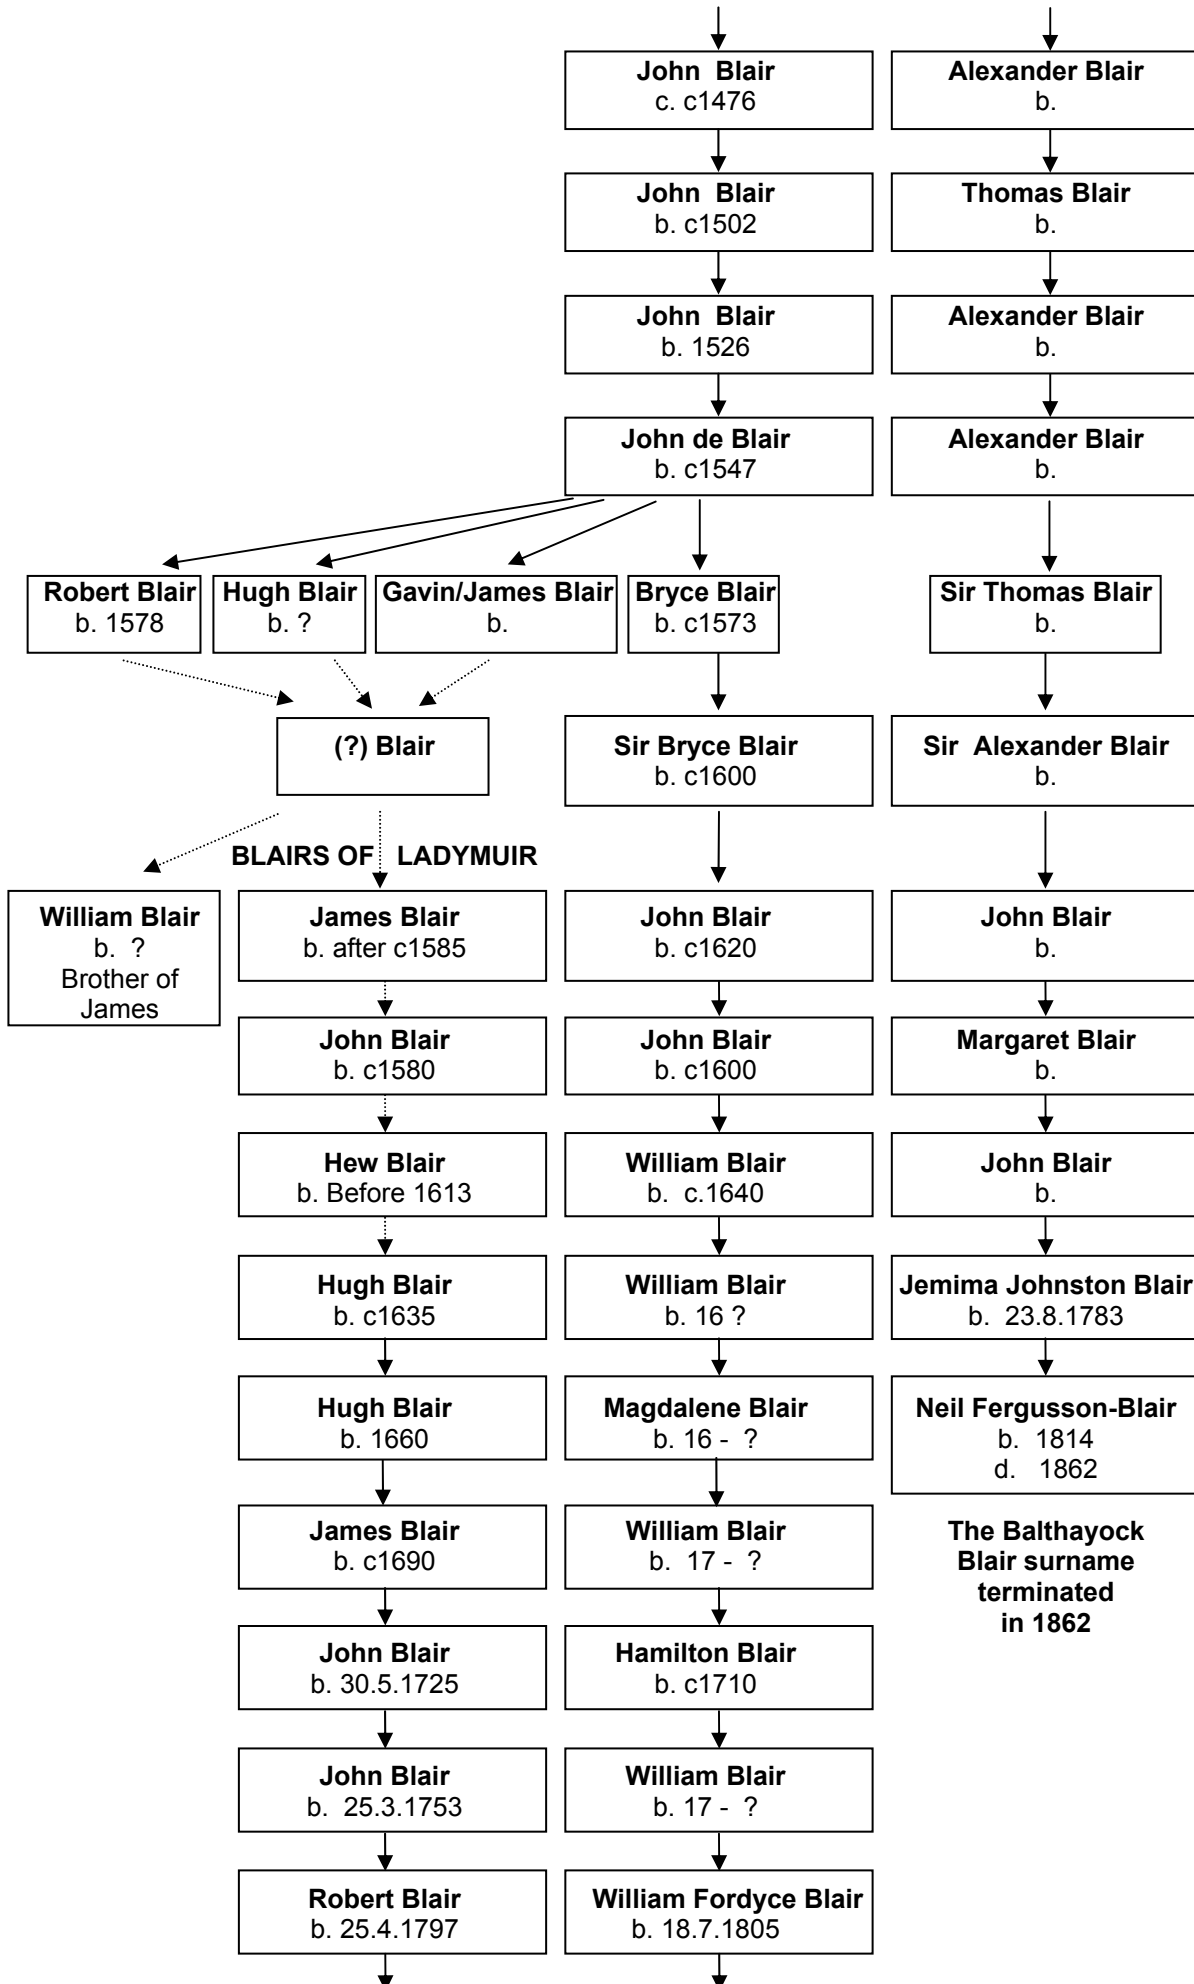 John Blair
c. c1476
Alexander Blair
b.
John Blair
b. c1502
Thomas Blair
b.
John Blair
b. 1526
Alexander Blair
b.
John de Blair
b. c1547
Alexander Blair
b.
Robert Blair
b. 1578
Hugh Blair
b. ?
Gavin/James Blair
b.
Bryce Blair
b. c1573
Sir Thomas Blair
b.
(?) Blair
Sir Bryce Blair
b. c1600
Sir Alexander Blair
b.
BLAIRS OF LADYMUIR
William Blair
b. ?
Brother of
James
James Blair
b. after c1585
John Blair
b. c1620
John Blair
b.
John Blair
b. c1580
John Blair
b. c1600
Margaret Blair
b.
Hew Blair
b. Before 1613
William Blair
b. c.1640
John Blair
b.
Hugh Blair
b. c1635
William Blair
b. 16 ?
Jemima Johnston Blair
b. 23.8.1783
Hugh Blair
b. 1660
Magdalene Blair
b. 16 - ?
Neil Fergusson-Blair
b. 1814
d. 1862
James Blair
b. c1690
William Blair
b. 17 - ?
The Balthayock
Blair surname
terminated
in 1862
John Blair
b. 30.5.1725
Hamilton Blair
b. c1710
John Blair
b. 25.3.1753
William Blair
b. 17 - ?
Robert Blair
b. 25.4.1797
William Fordyce Blair
b. 18.7.1805